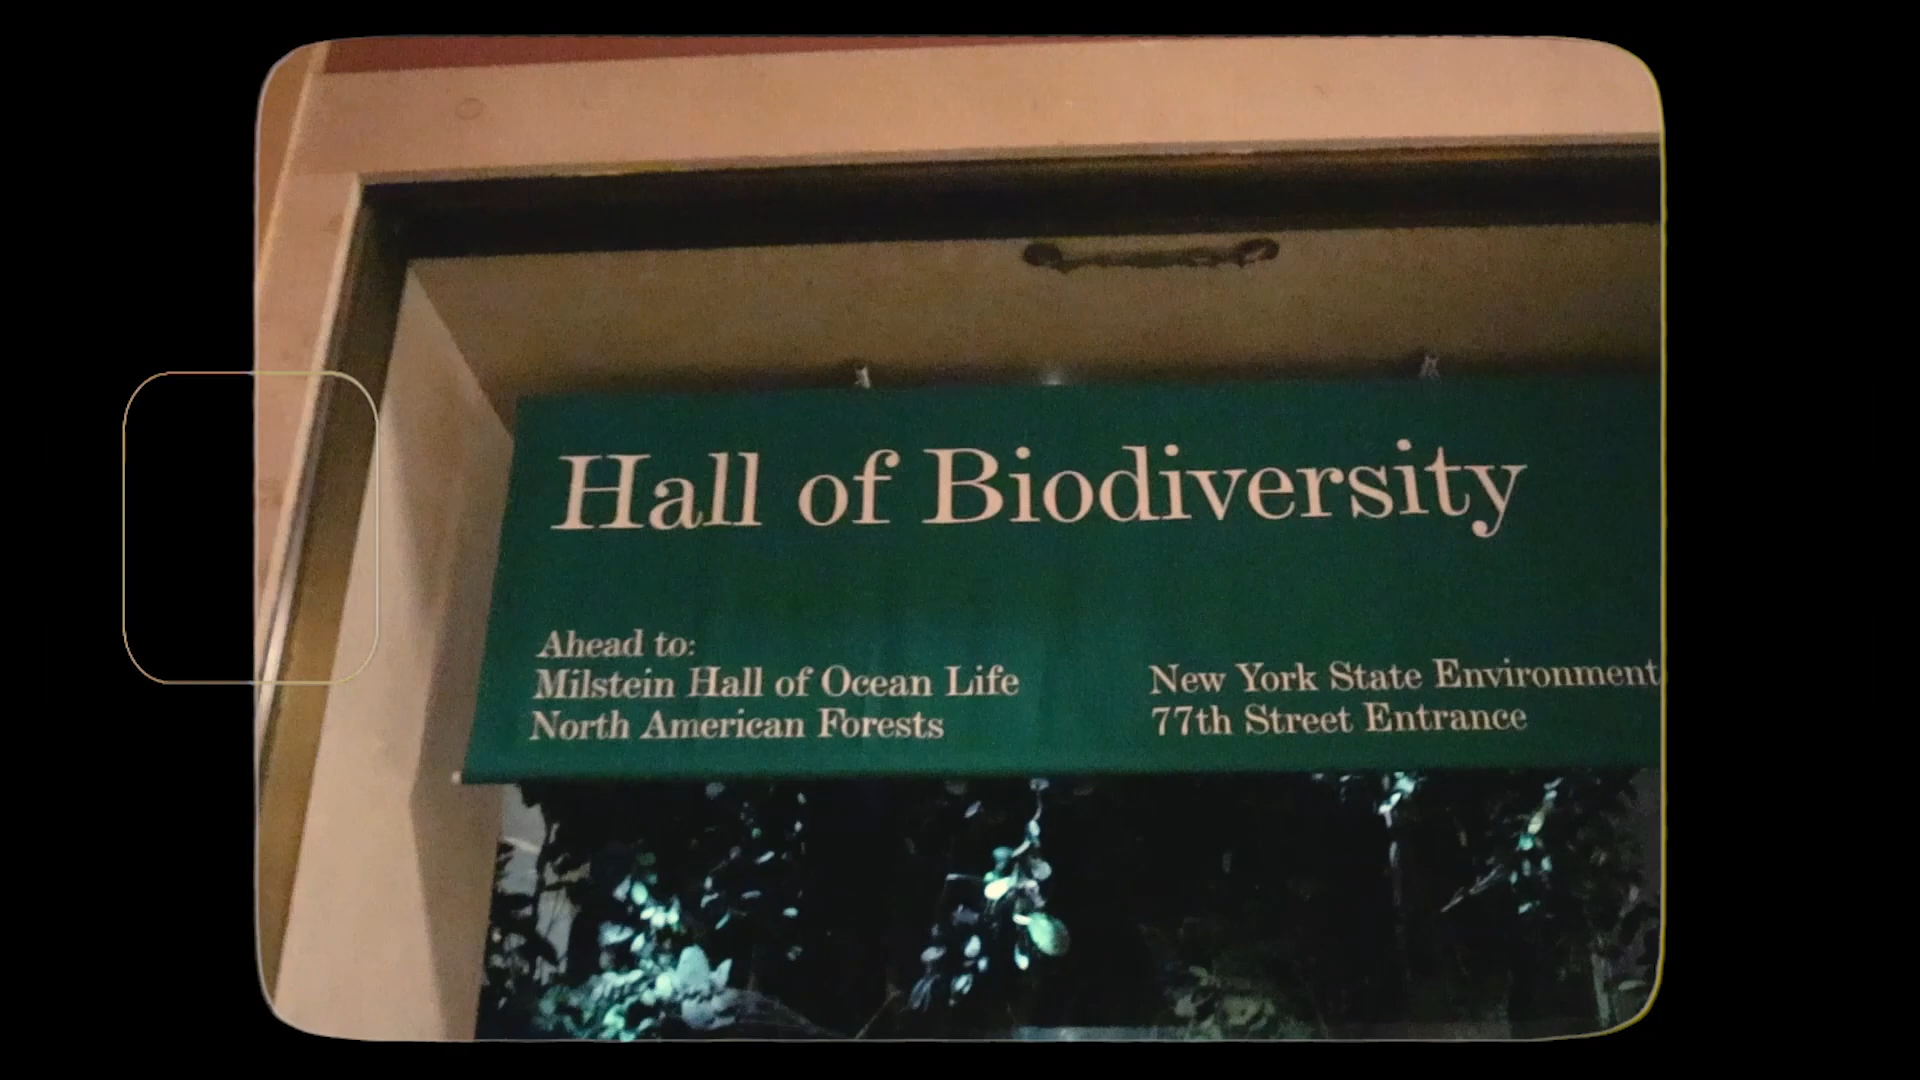 Hall of Biodiversity
Ahead to:
Milstein Hall of Ocean Life
North American Forests
New York State Environment
77th Street Entrance